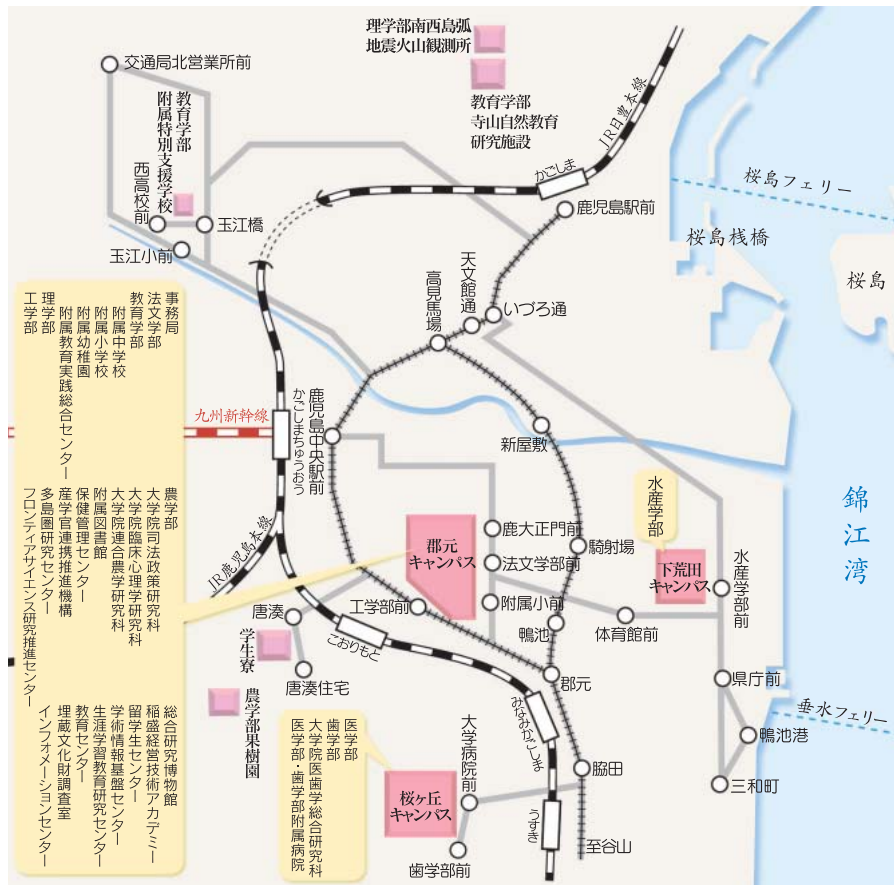 理学部南西島弧
地震火山観測所
教育学部
寺山自然教育
研究施設
JR日豊本線
交通局北営業所前
教育学部
附属特別支援学校
西高校前
玉江橋
玉江小前
かごしま
鹿児島駅前
桜島フェリー
桜島桟橋
桜島
天文館通
高見馬場
いづろ通
九州新幹線
鹿児島中央駅前
かごしまちゅうおう
新屋敷
水産学部
錦江湾
事務局
法文学部
教育学部
附属中学校
附属小学校
附属幼稚園
附属教育実践総合センター
理学部
工学部
農学部
大学院司法政策研究科
大学院臨床心理学研究科
大学院連合農学研究科
附属図書館
保健管理センター
産学官連携推進機構
多島圏研究センター
フロンティアサイエンス研究推進センター
総合研究博物館
稲盛経営技術アカデミー
留学生センター
学術情報基盤センター
生涯学習教育研究センター
教育センター
埋蔵文化財調査室
インフォメーションセンター
JR鹿児島本線
郡元
キャンパス
鹿大正門前
法文学部前
附属小前
騎射場
下荒田
キャンパス
水産学部前
唐湊
工学部前
鴨池
体育館前
こおりもと
学生寮
唐湊住宅
農学部果樹園
郡元
県庁前
垂水フェリー
鴨池港
三和町
みなみかごしま
医学部
歯学部
大学院医歯学総合研究科
医学部・歯学部附属病院
大学病院前
桜ヶ丘
キャンパス
脇田
うすき
至谷山
歯学部前